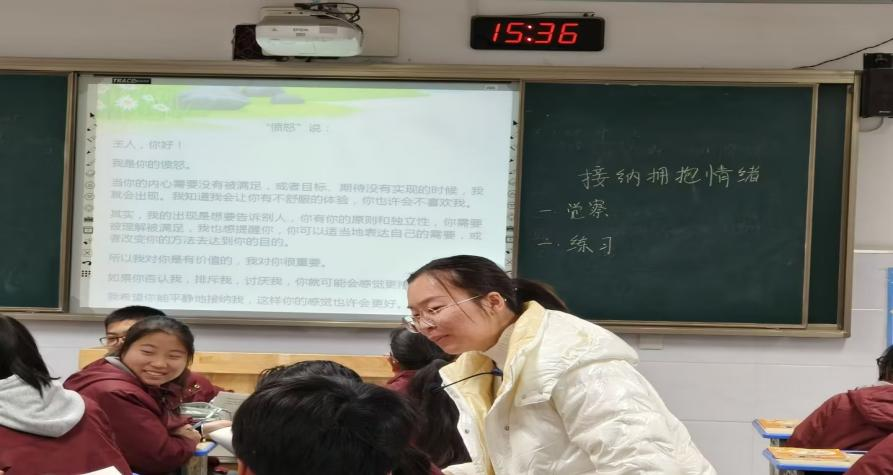 EPSON
15:36
TRACO
“愤怒”说：
主人，你好！
我是你的愤怒。
当你的内心需要没有被满足，或者目标、期待没有实现的时候，我
就会出现。我知道我会让你有不舒服的体验，你也许会不喜欢我。
其实，我的出现是想要告诉别人，你有你的原则和独立性，你需要
被理解被满足，我也想提醒你，你可以适当地表达自己的需要，或
者改变你的方法去达到你的目的。
所以我对你是有价值的，我对你很重要。
如果你否认我，排斥我，讨厌我，你就可能会感觉更
我希望你能平静地接纳我，这样你的感觉也许会更好。
接纳拥抱情绪
一. 觉察
二. 练习